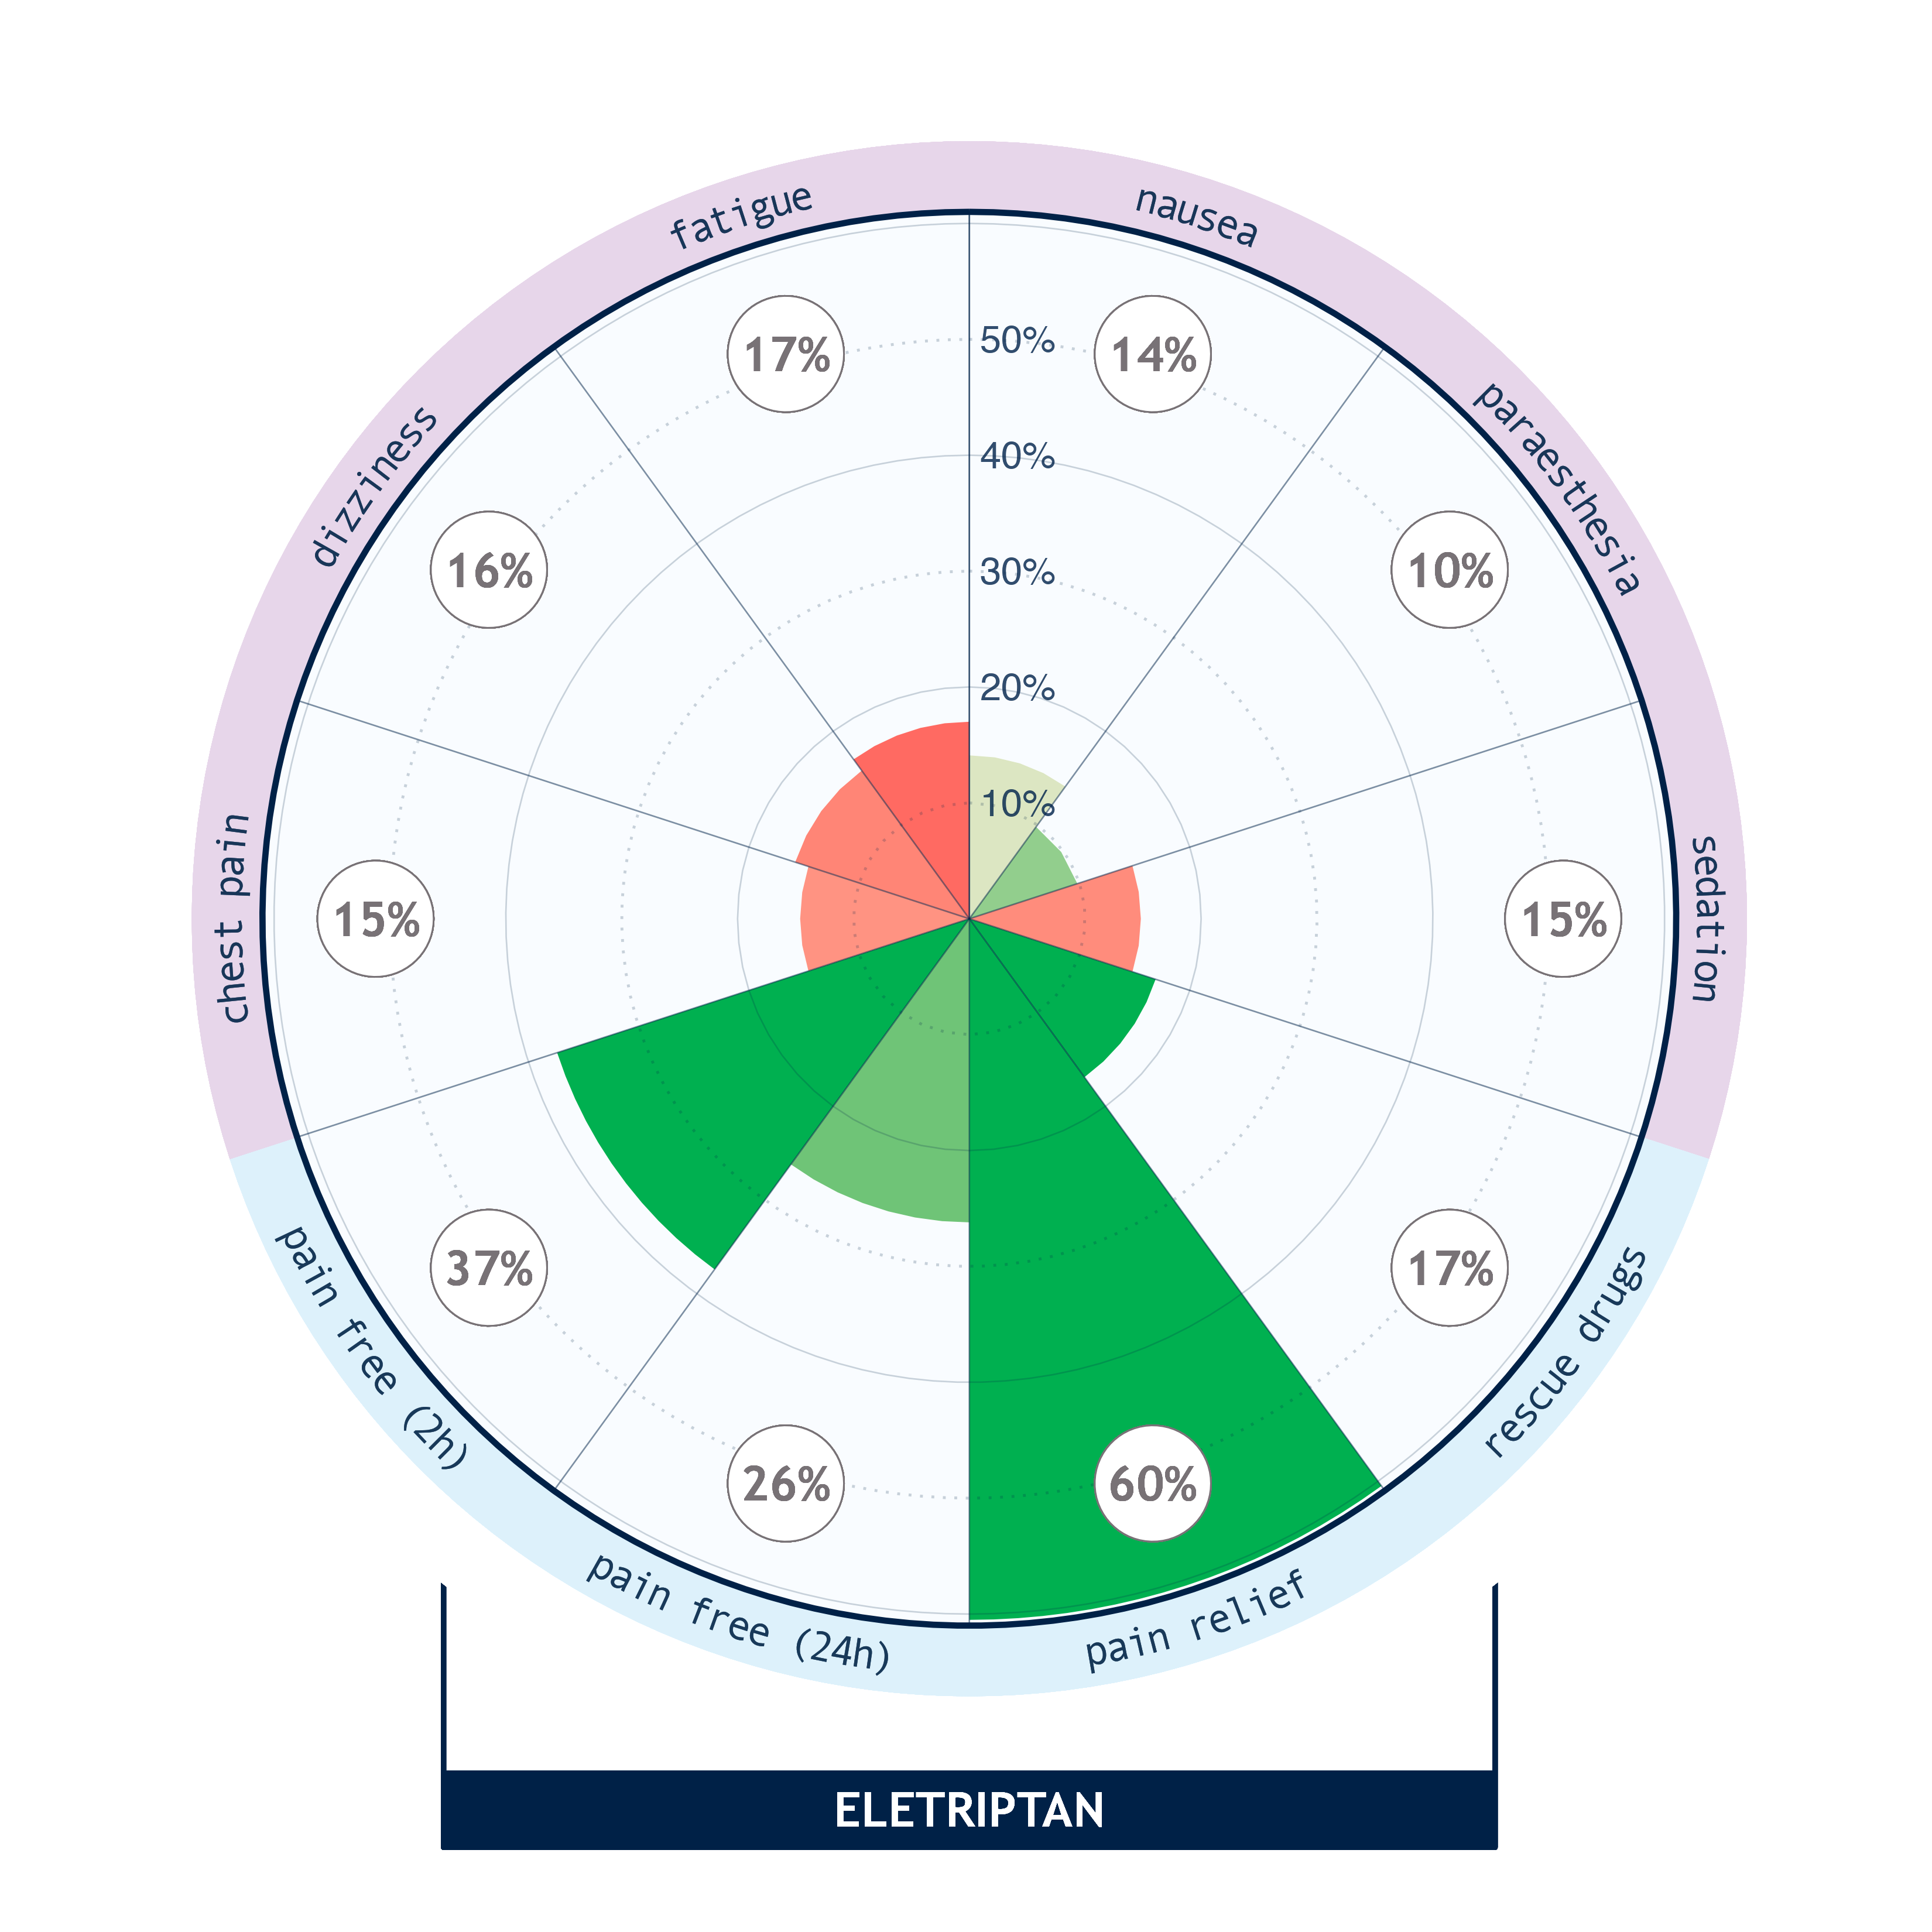 fatigue
nausea
17%
50%
14%
dizziness
40%
paraesthesia
16%
30%
10%
20%
10%
chest pain
15%
15%
sedation
37%
17%
pain free (2h)
rescue drugs
26%
60%
pain free (24h)
pain relief
ELETRIPTAN